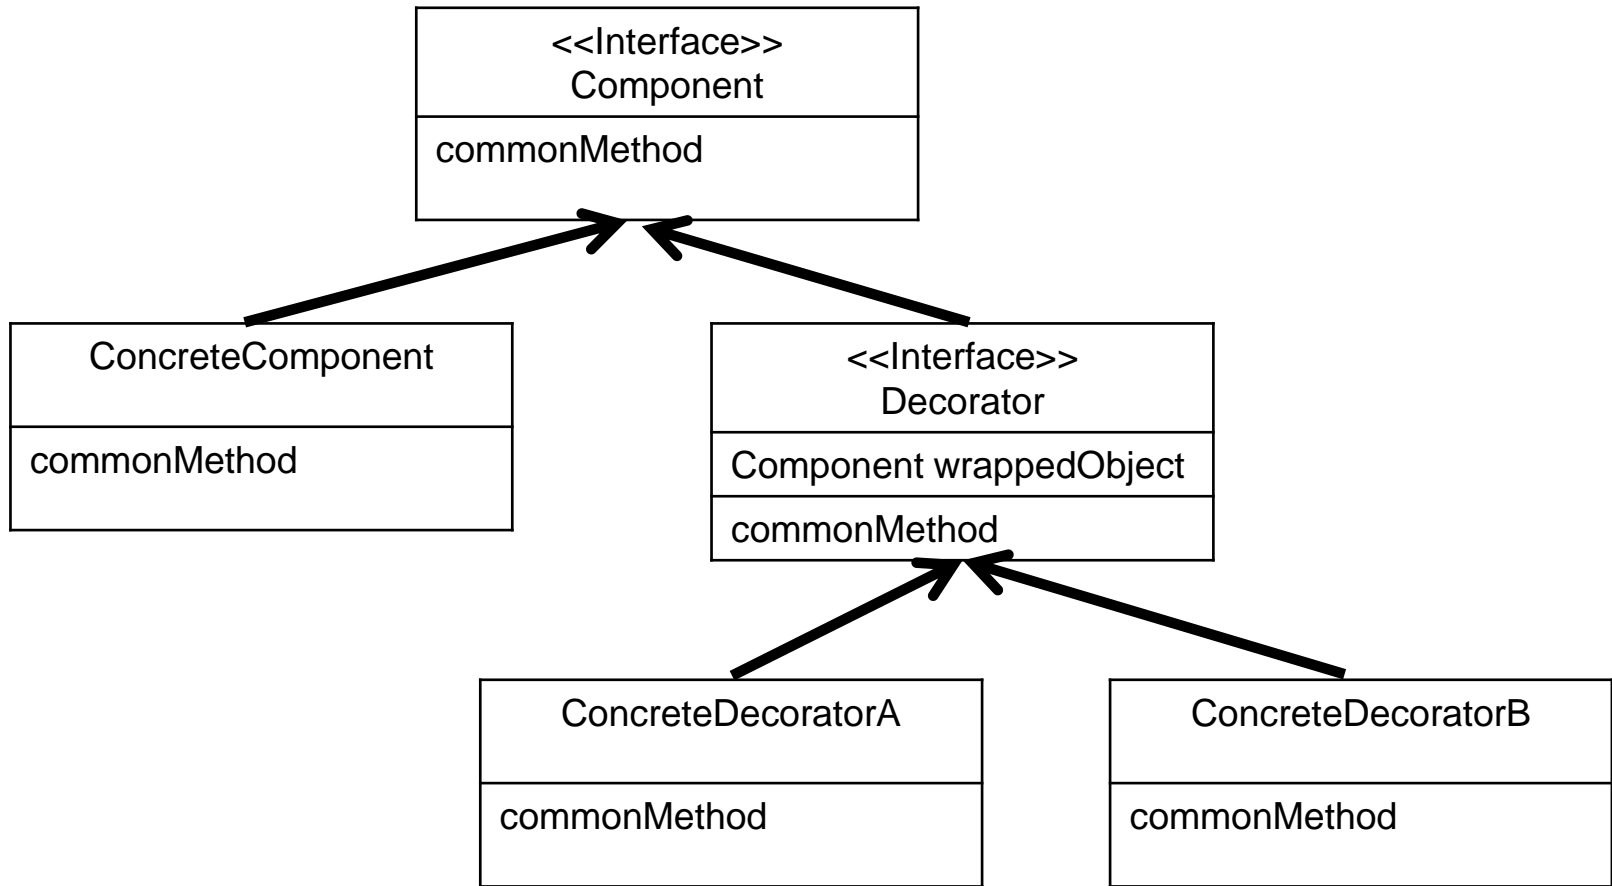 <<Interface>>
Component
commonMethod
ConcreteComponent
commonMethod
<<Interface>>
Decorator
Component wrappedObject
commonMethod
ConcreteDecoratorA
commonMethod
ConcreteDecoratorB
commonMethod